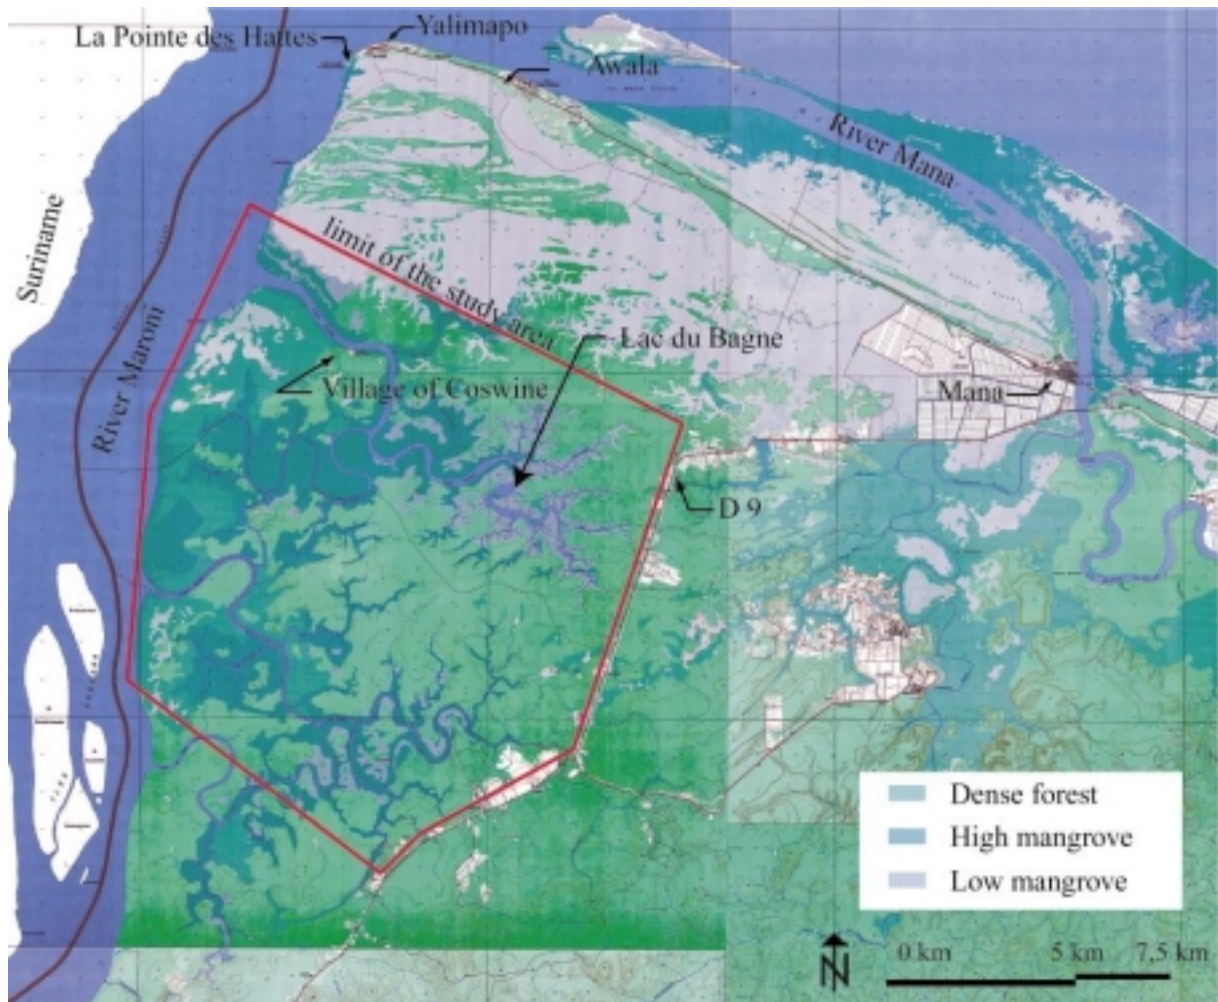 Yalimapo
La Pointe des Hattes
Awala
River Mana
Suriname
limit of the study area
River Maroni
Lac du Bagne
Village of Coswine
Mana
D 9
Dense forest
High mangrove
Low mangrove
N
0 km 5 km 7,5 km